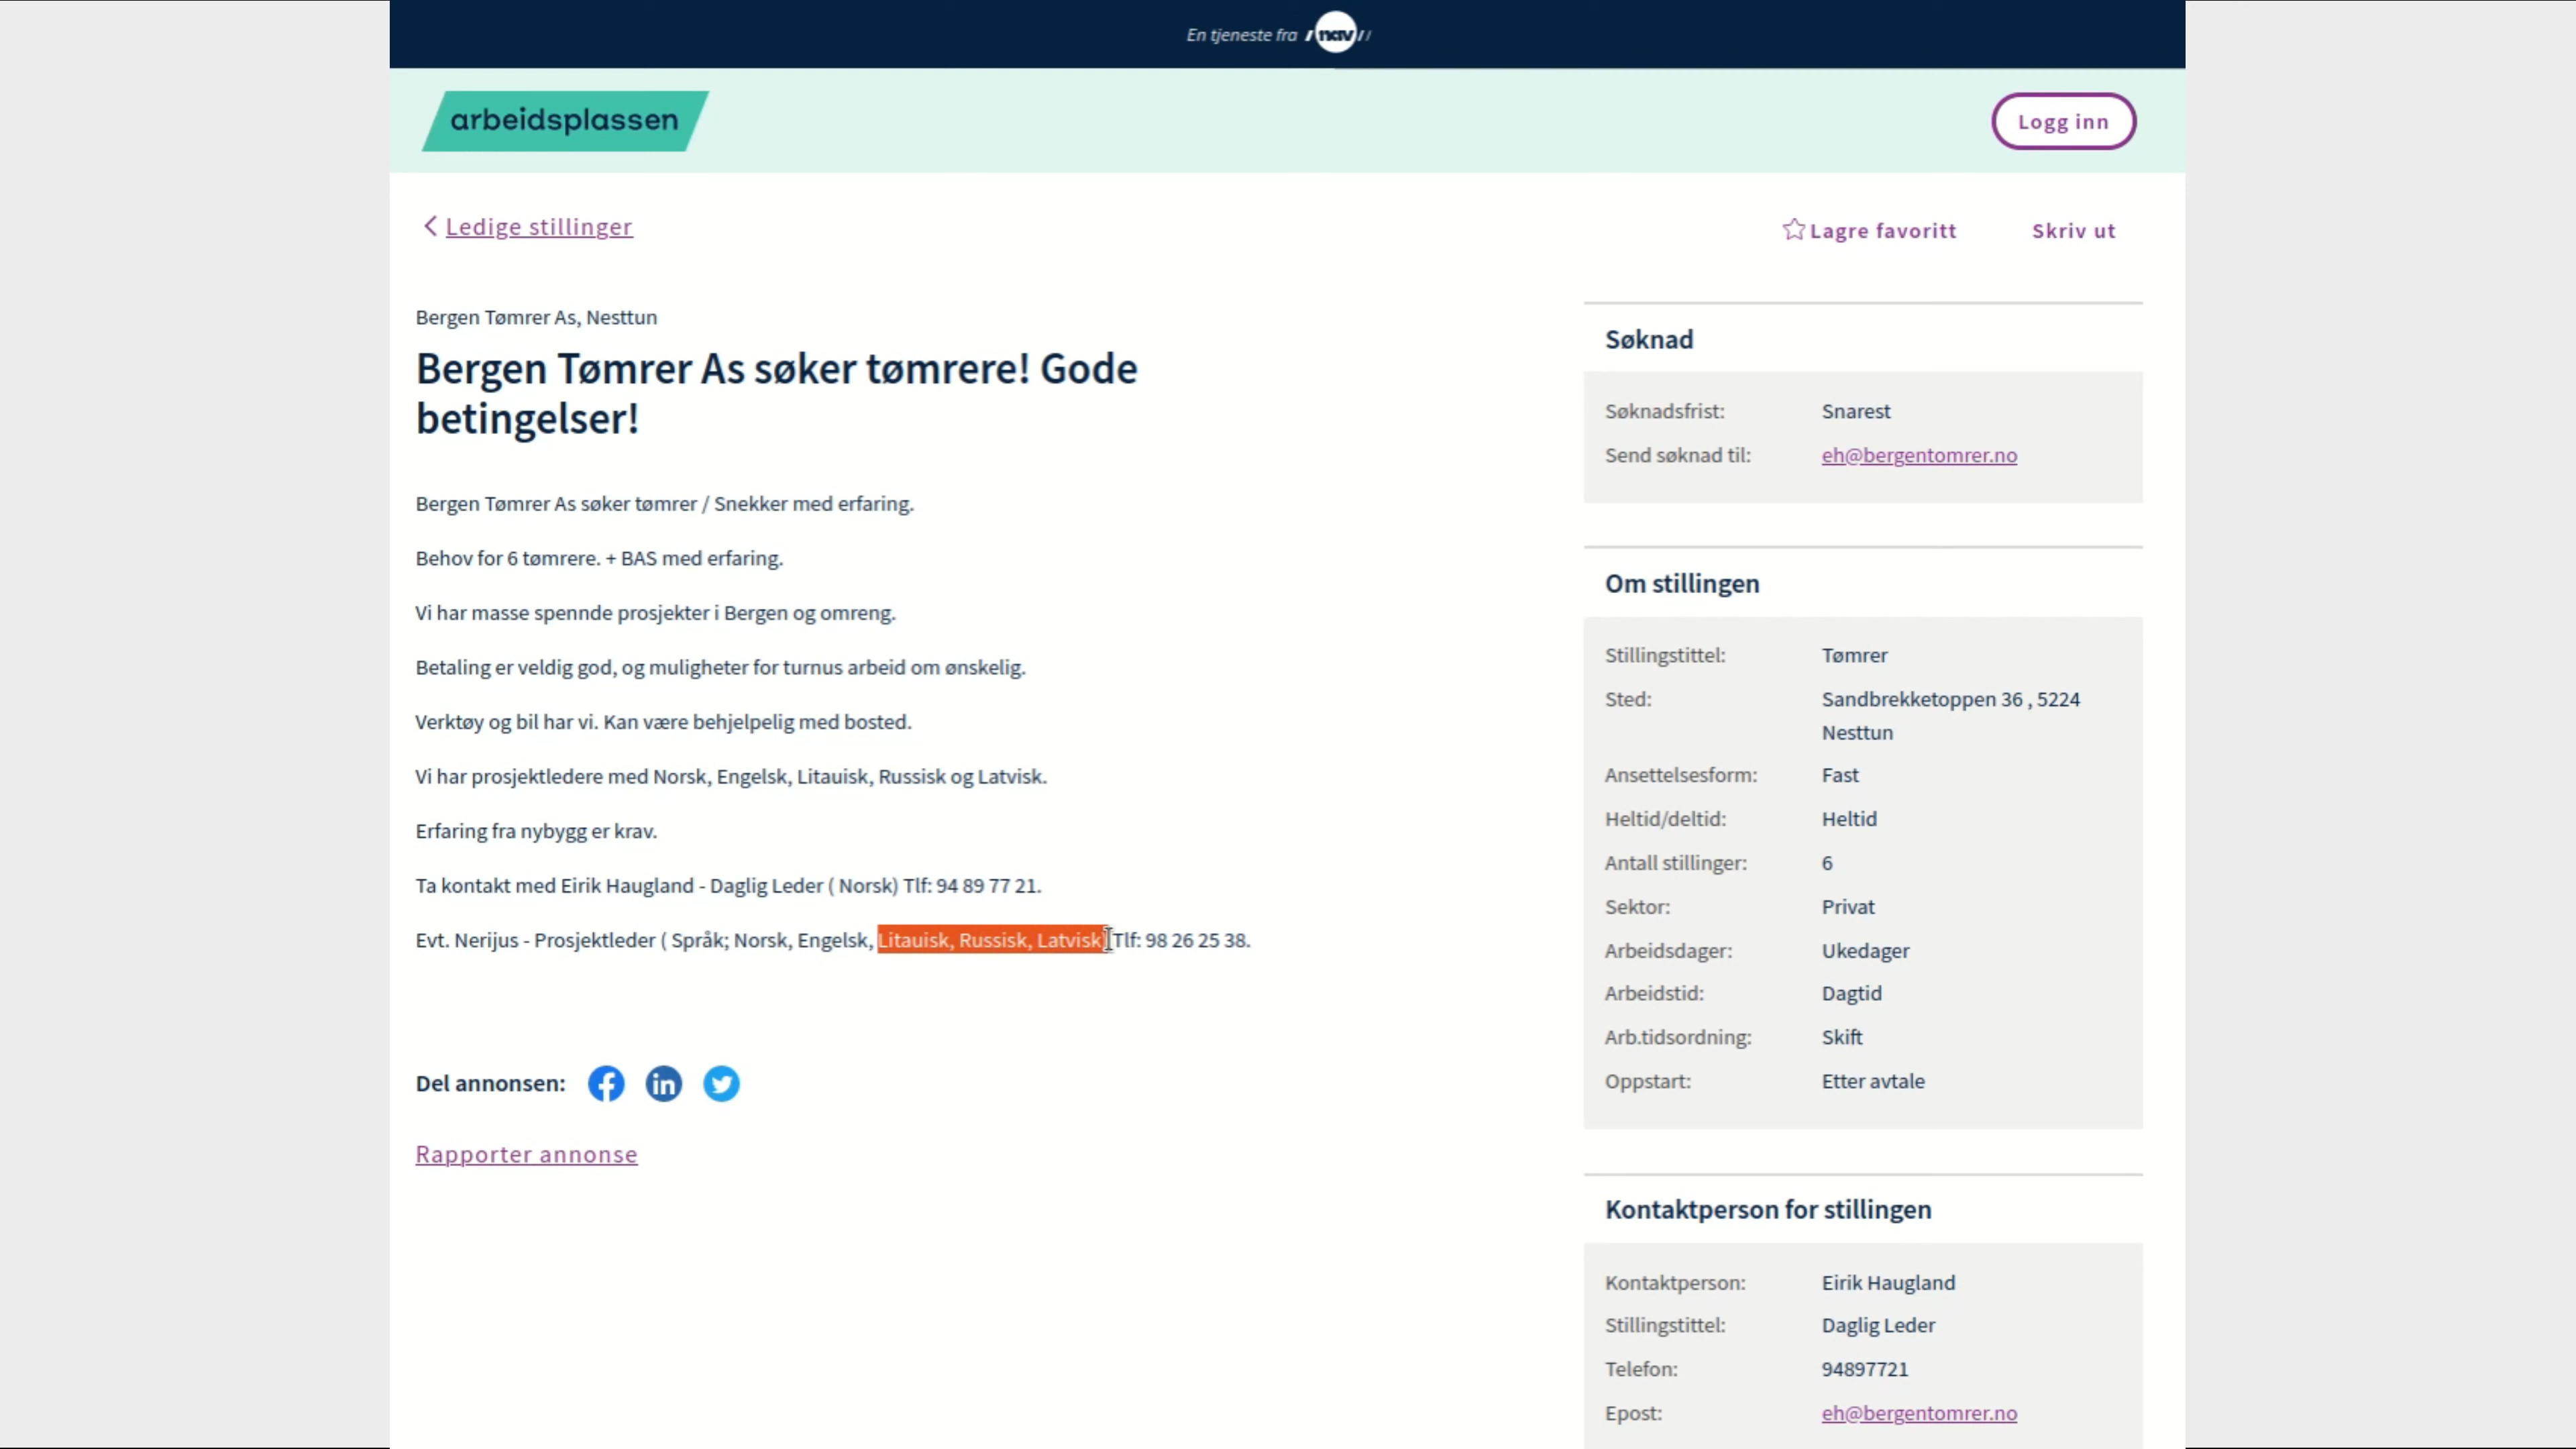 En tjeneste fra nav
arbeidsplassen
Logg inn
Ledige stillinger
Lagre favoritt
Skriv ut
Bergen Tømrer As, Nesttun
Bergen Tømrer As søker tømrere! Gode
betingelser!
Bergen Tømrer As søker tømrer / Snekker med erfaring.
Behov for 6 tømrere. + BAS med erfaring.
Vi har masse spennde prosjekter i Bergen og omreng.
Betaling er veldig god, og muligheter for turnus arbeid om ønskelig.
Verktøy og bil har vi. Kan være behjelpelig med bosted.
Vi har prosjektledere med Norsk, Engelsk, Litauisk, Russisk og Latvisk.
Erfaring fra nybygg er krav.
Ta kontakt med Eirik Haugland - Daglig Leder ( Norsk) Tlf: 94 89 77 21.
Evt. Nerijus - Prosjektleder ( Språk; Norsk, Engelsk, Litauisk, Russisk, Latvisk) Tlf: 98 26 25 38.
Del annonsen:
Rapporter annonse
Søknad
Søknadsfrist: Snarest
Send søknad til: eh@bergentomrer.no
Om stillingen
Stillingstittel: Tømrer
Sted: Sandbrekketoppen 36 , 5224
Nesttun
Ansettelsesform: Fast
Heltid/deltid: Heltid
Antall stillinger: 6
Sektor: Privat
Arbeidsdager: Ukedager
Arbeidstid: Dagtid
Arb.tidsordning: Skift
Oppstart: Etter avtale
Kontaktperson for stillingen
Kontaktperson: Eirik Haugland
Stillingstittel: Daglig Leder
Telefon: 94897721
Epost: eh@bergentomrer.no